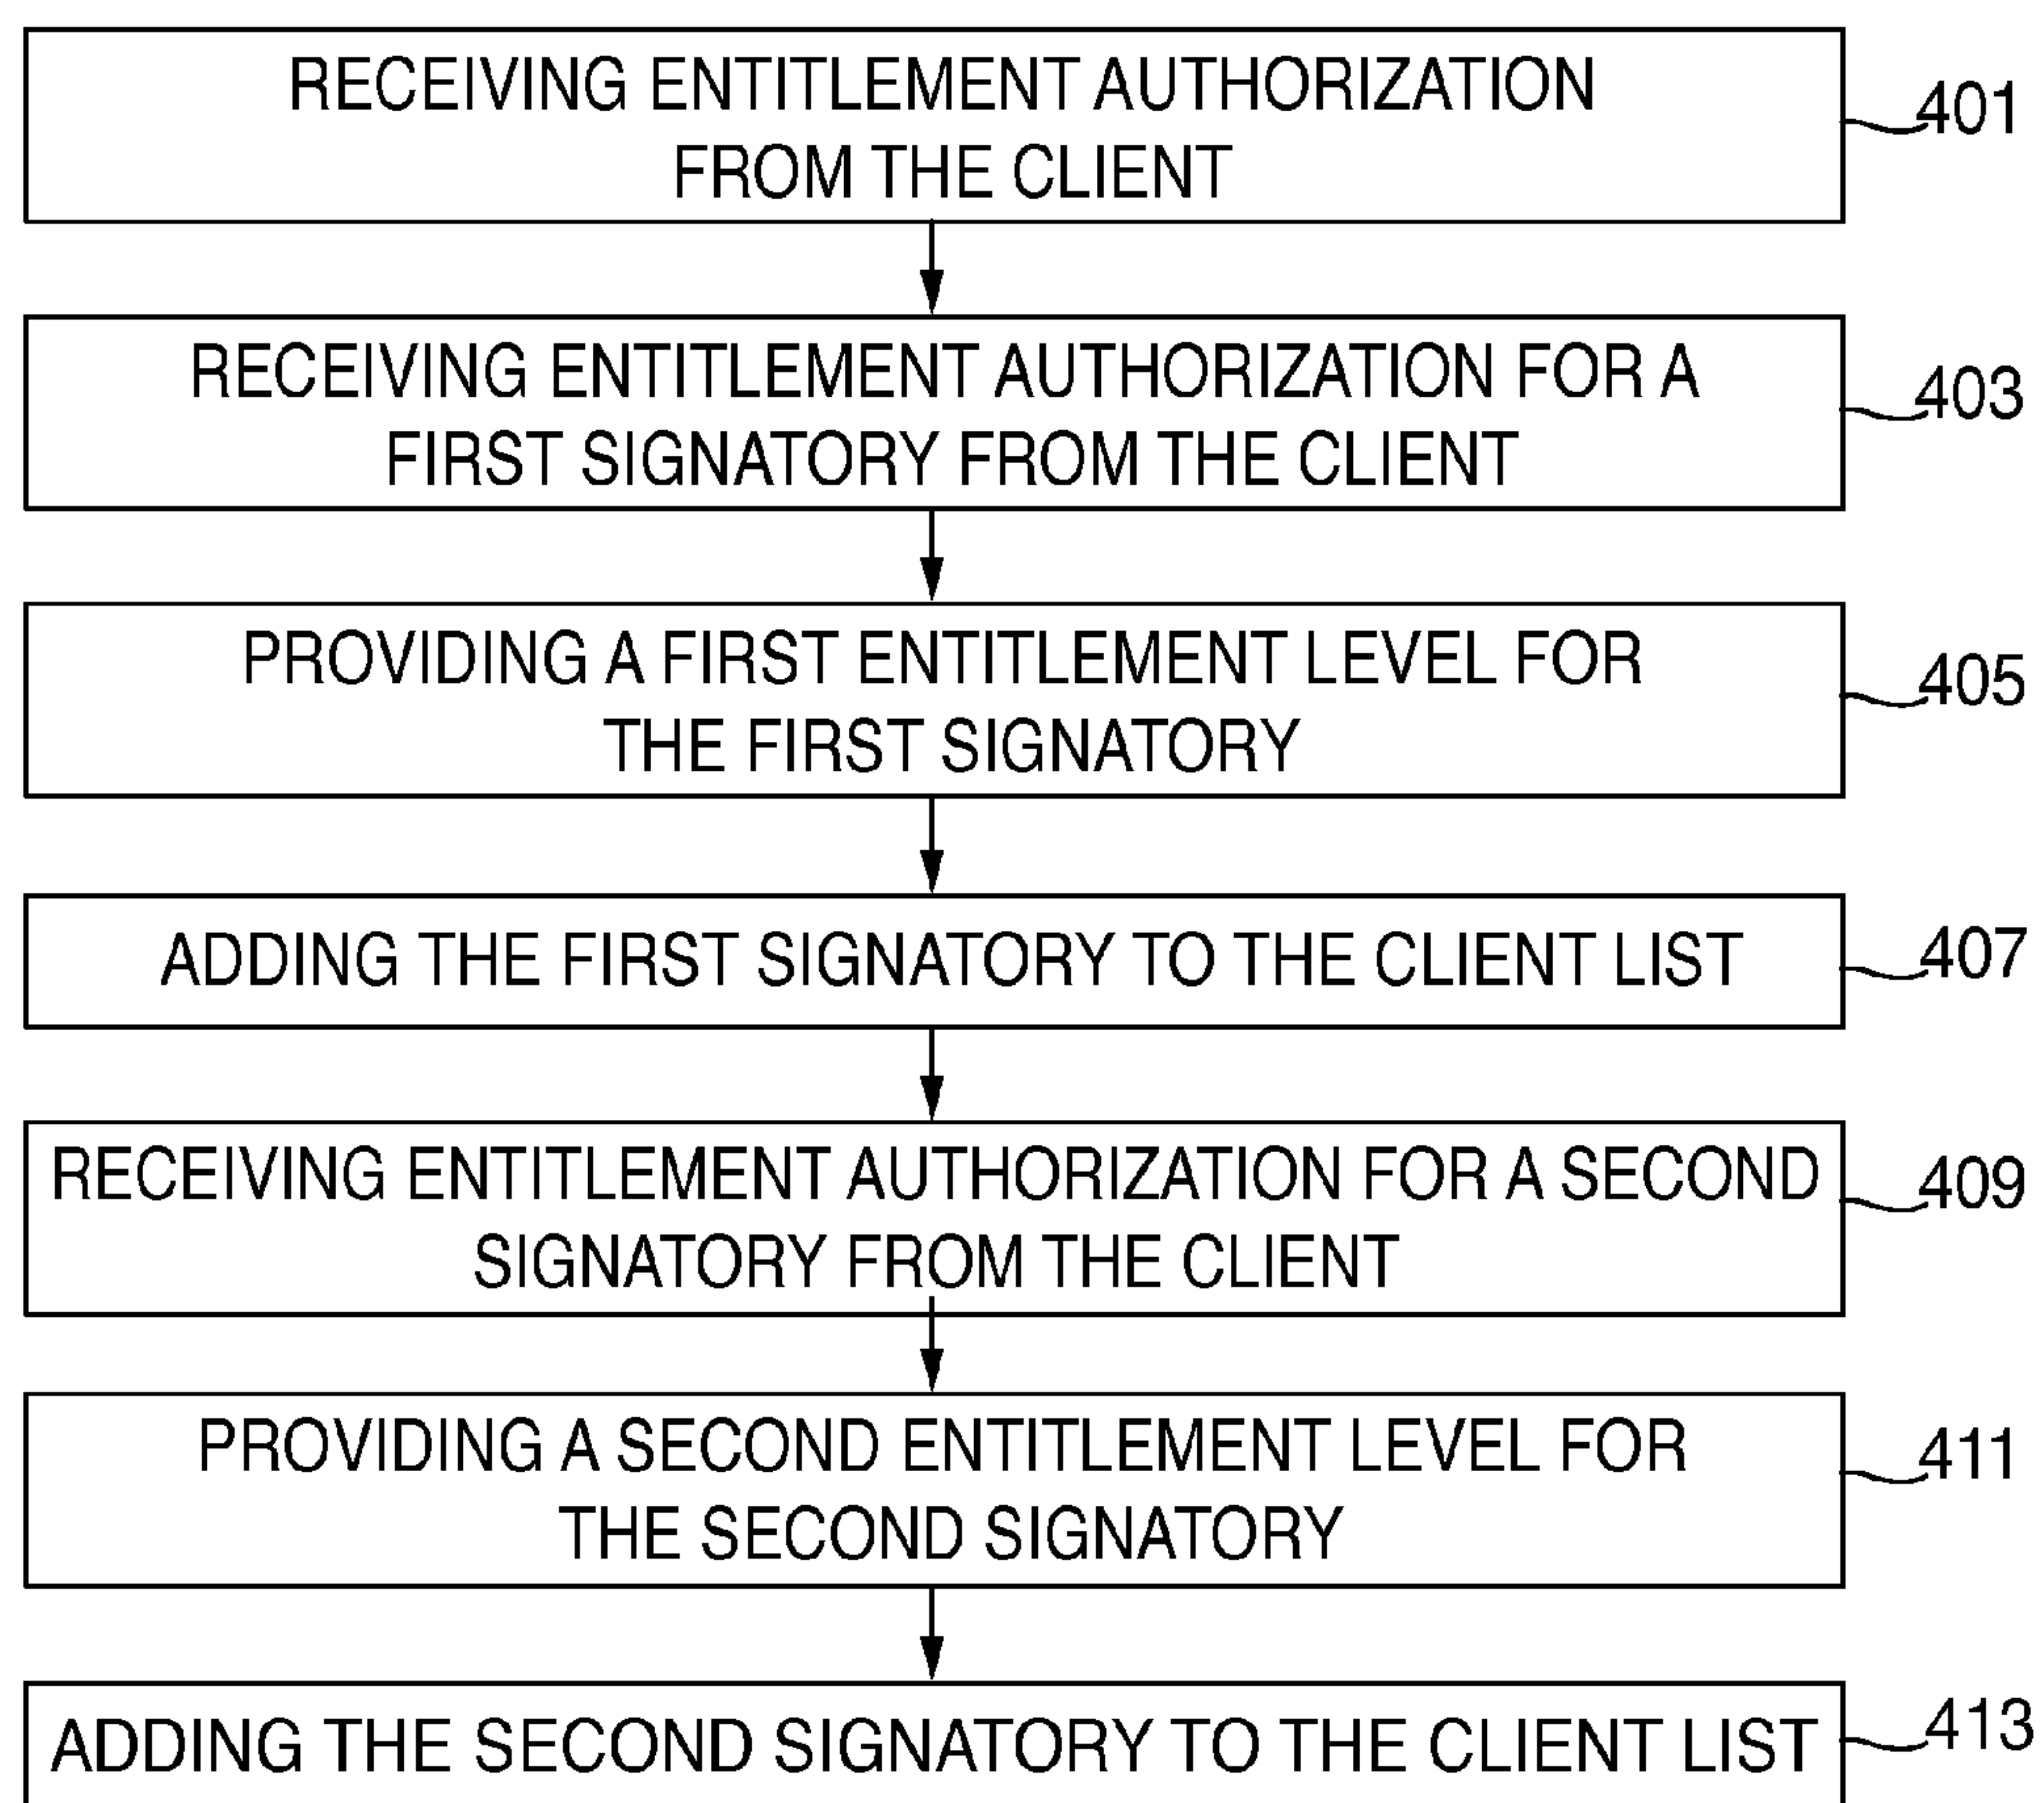 RECEIVING ENTITLEMENT AUTHORIZATION
FROM THE CLIENT
401
RECEIVING ENTITLEMENT AUTHORIZATION FOR A
FIRST SIGNATORY FROM THE CLIENT
403
PROVIDING A FIRST ENTITLEMENT LEVEL FOR
THE FIRST SIGNATORY
405
ADDING THE FIRST SIGNATORY TO THE CLIENT LIST
407
RECEIVING ENTITLEMENT AUTHORIZATION FOR A SECOND
SIGNATORY FROM THE CLIENT
409
PROVIDING A SECOND ENTITLEMENT LEVEL FOR
THE SECOND SIGNATORY
411
ADDING THE SECOND SIGNATORY TO THE CLIENT LIST
413